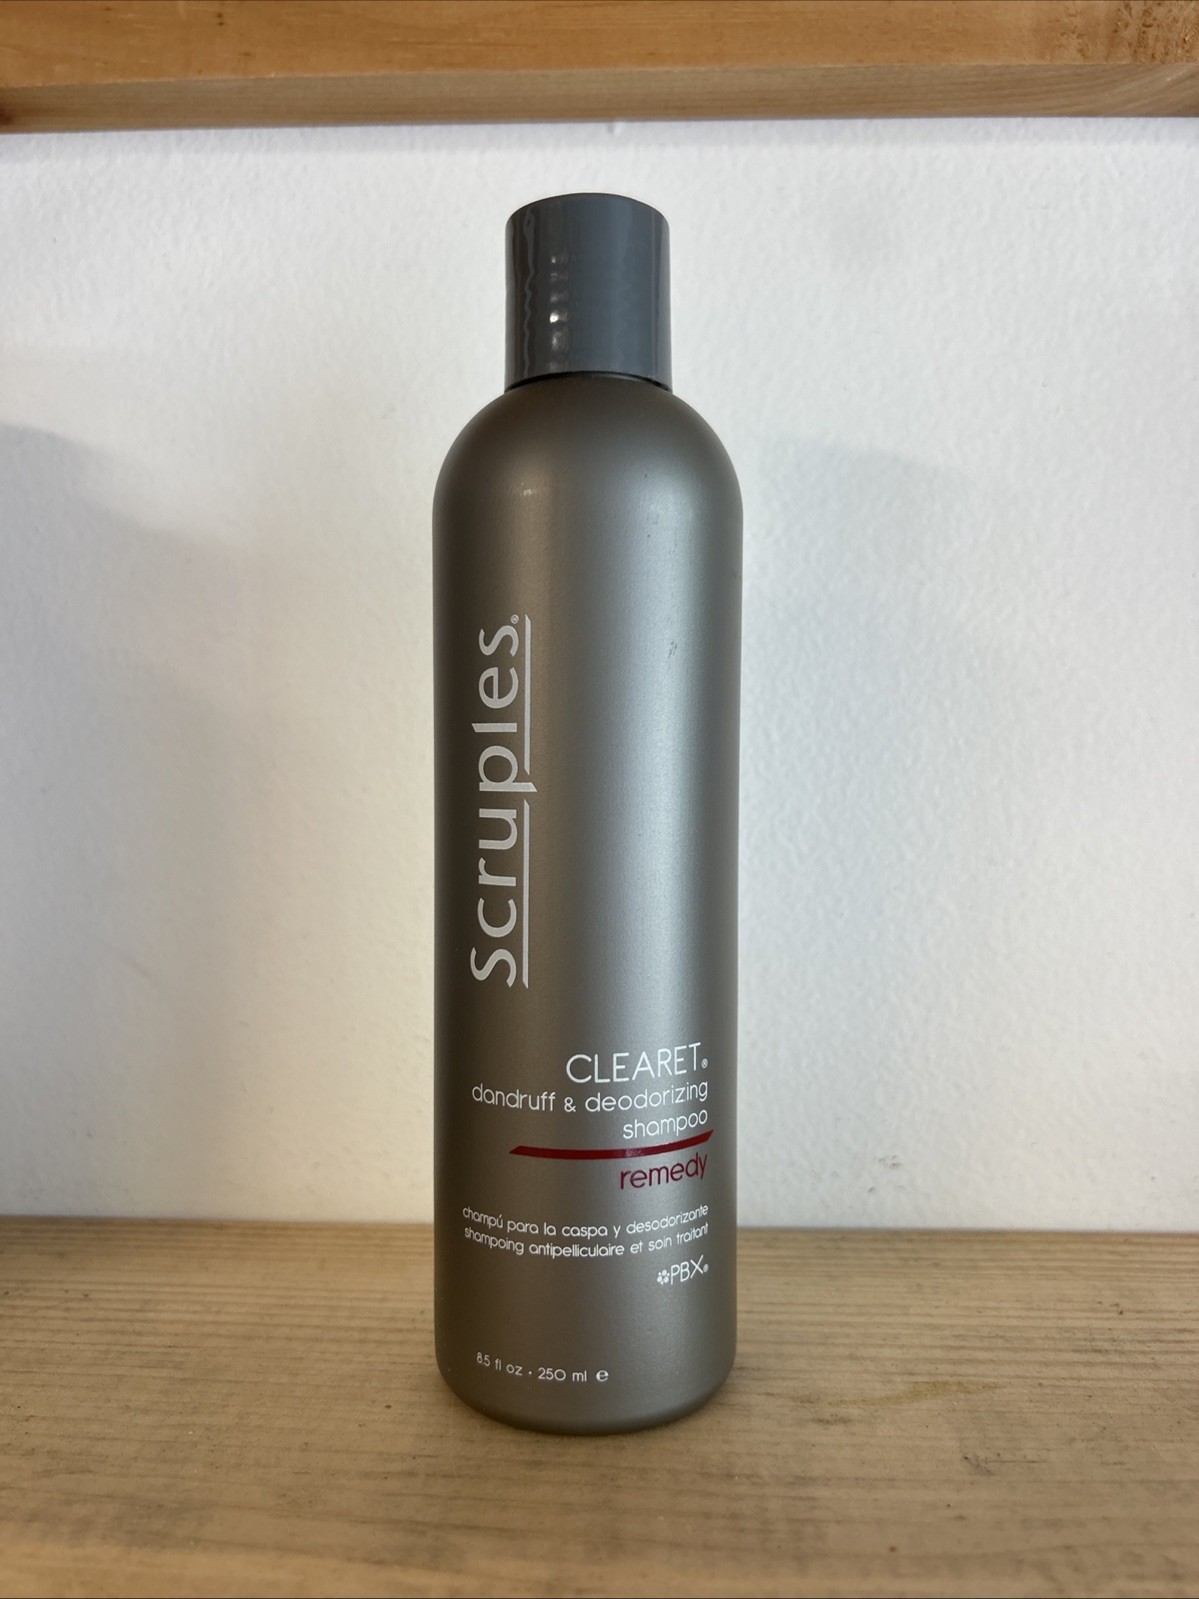 Scruples®
CLEARET®
dandruff & deodorizing
shampoo
remedy
champú para la caspa y desodorizante
shampoing antipelliculaire et soin traitant
PBX®
8.5 fl oz • 250 ml e